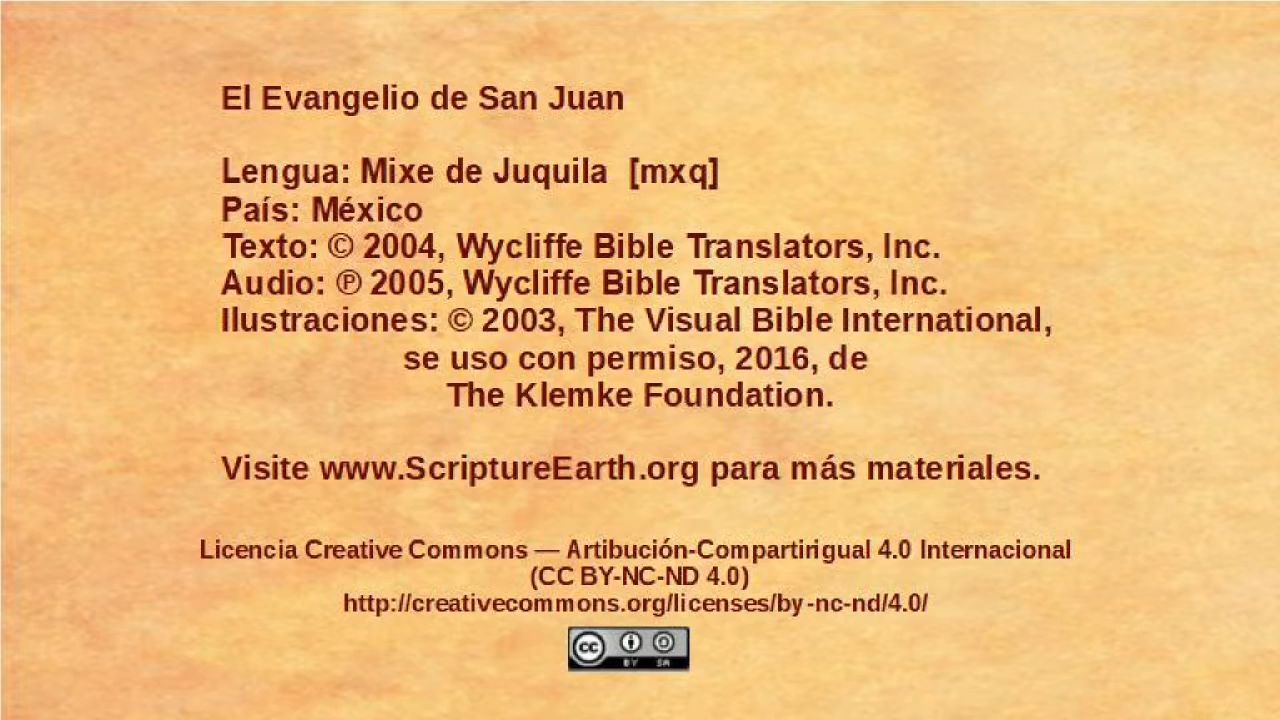 El Evangelio de San Juan
Lengua: Mixe de Juquila [mxq]
País: México
Texto: © 2004, Wycliffe Bible Translators, Inc.
Audio: ℗ 2005, Wycliffe Bible Translators, Inc.
Ilustraciones: © 2003, The Visual Bible International,
se uso con permiso, 2016, de
The Klemke Foundation.
Visite www.ScriptureEarth.org para más materiales.
Licencia Creative Commons — Artibución-Compartirigual 4.0 Internacional
(CC BY-NC-ND 4.0)
http://creativecommons.org/licenses/by-nc-nd/4.0/
cc BY SA